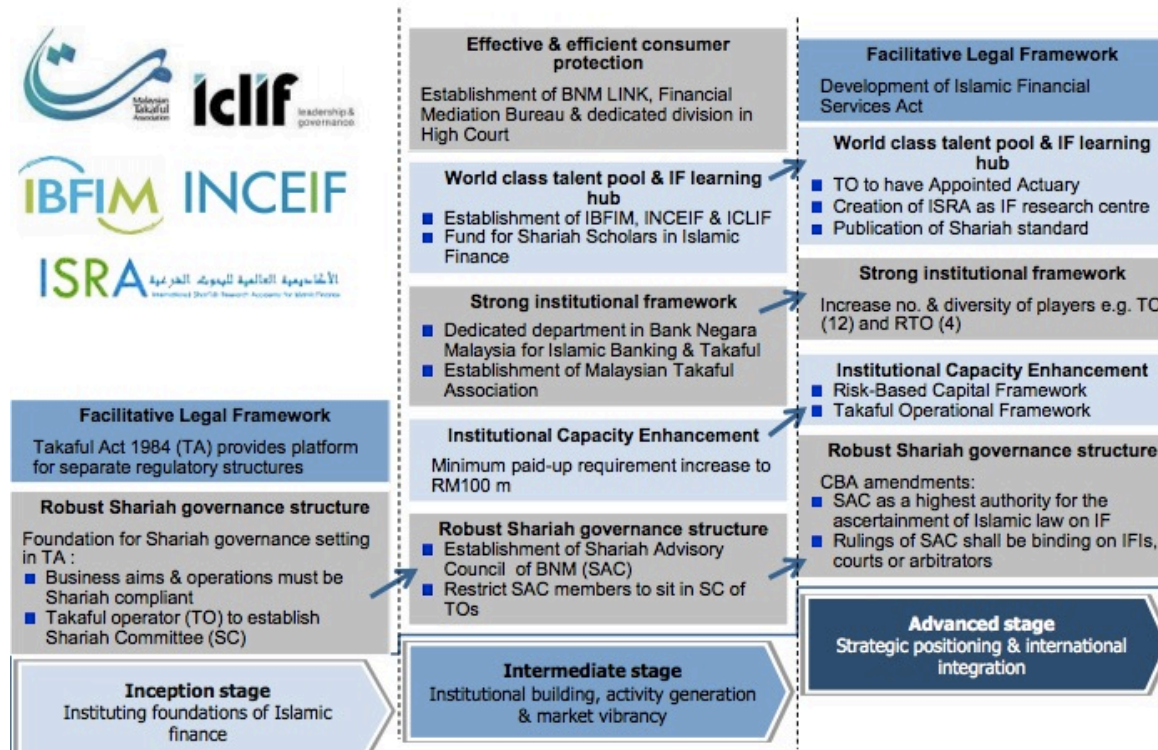 Malaysian
Takaful
Association
iclif
leadership &
governance
IBFIM
INCEIF
ISRA
Facilitative Legal Framework
Takaful Act 1984 (TA) provides platform
for separate regulatory structures
Robust Shariah governance structure
Foundation for Shariah governance setting
in TA :
Business aims & operations must be
Shariah compliant
Takaful operator (TO) to establish
Shariah Committee (SC)
Inception stage
Instituting foundations of Islamic
finance
Effective & efficient consumer
protection
Establishment of BNM LINK, Financial
Mediation Bureau & dedicated division in
High Court
World class talent pool & IF learning
hub
Establishment of IBFIM, INCEIF & ICLIF
Fund for Shariah Scholars in Islamic
Finance
Strong institutional framework
Dedicated department in Bank Negara
Malaysia for Islamic Banking & Takaful
Establishment of Malaysian Takaful
Association
Institutional Capacity Enhancement
Minimum paid-up requirement increase to
RM100 m
Robust Shariah governance structure
Establishment of Shariah Advisory
Council of BNM (SAC)
Restrict SAC members to sit in SC of
TOs
Intermediate stage
Institutional building, activity generation
& market vibrancy
Facilitative Legal Framework
Development of Islamic Financial
Services Act
World class talent pool & IF learning
hub
TO to have Appointed Actuary
Creation of ISRA as IF research centre
Publication of Shariah standard
Strong institutional framework
Increase no. & diversity of players e.g. TO
(12) and RTO (4)
Institutional Capacity Enhancement
Risk-Based Capital Framework
Takaful Operational Framework
Robust Shariah governance structure
CBA amendments:
SAC as a highest authority for the
ascertainment of Islamic law on IF
Rulings of SAC shall be binding on IFIs,
courts or arbitrators
Advanced stage
Strategic positioning & international
integration